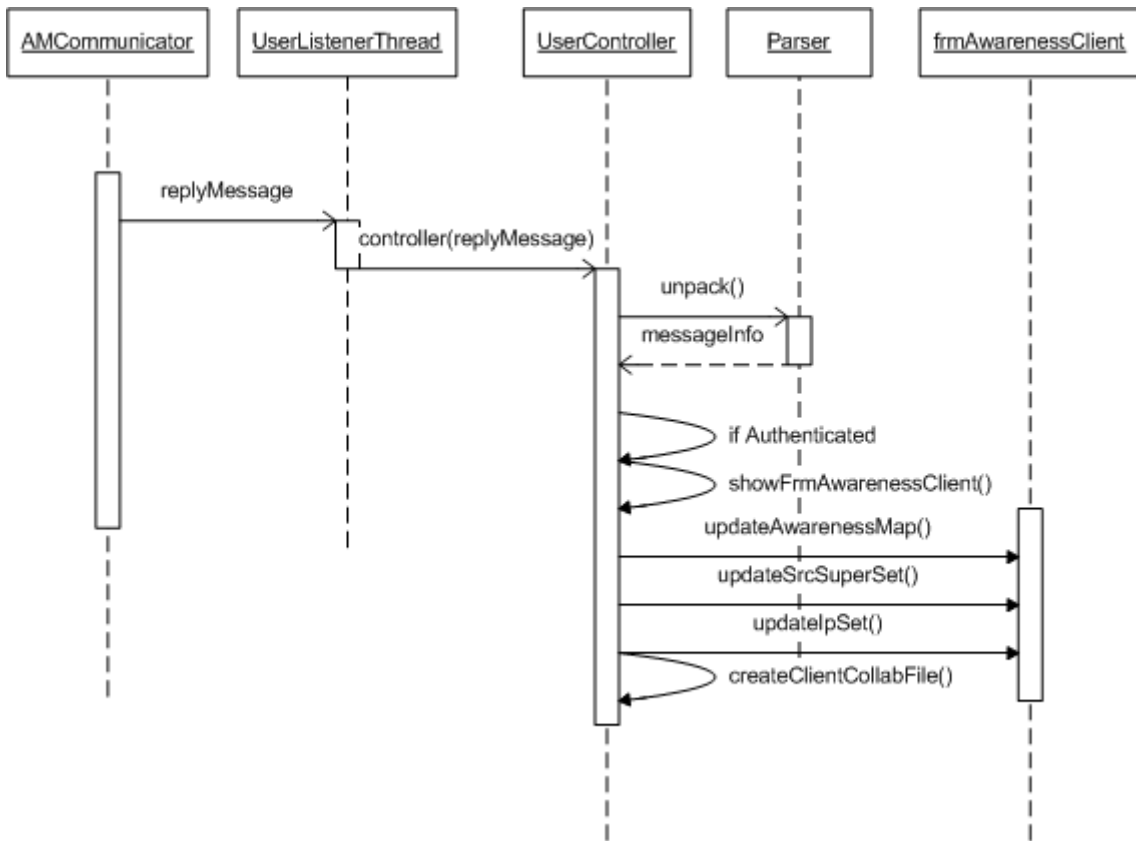 AMCommunicator
UserListenerThread
UserController
Parser
frmAwarenessClient
replyMessage
controller(replyMessage)
unpack()
messageInfo
if Authenticated
showFrmAwarenessClient()
updateAwarenessMap()
updateSrcSuperSet()
updateIpSet()
createClientCollabFile()